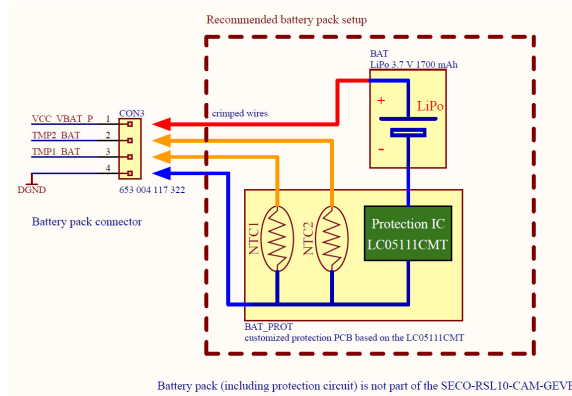 Recommended battery pack setup
BAT
LiPo 3.7 V 1700 mAh
+
LiPo
-
CON3
crimped wires
VCC_VBAT_P 1
TMP2_BAT 2
TMP1_BAT 3
4
DGND
653 004 117 322
Battery pack connector
NTC1
NTC2
Protection IC
LC05111CMT
BAT_PROT
customized protection PCB based on the LC05111CMT
Battery pack (including protection circuit) is not part of the SECO-RSL10-CAM-GEVB